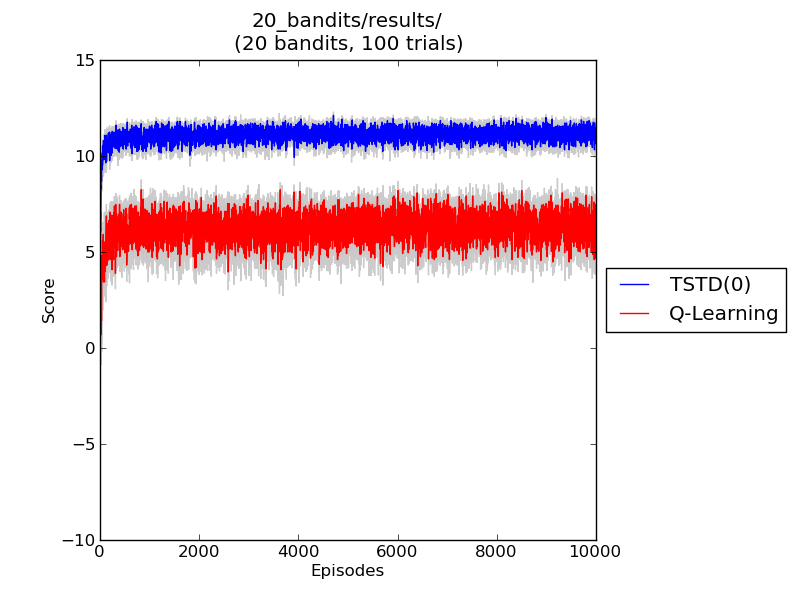 20_bandits/results/
(20 bandits, 100 trials)
15
10
5
0
−5
−10
Score
0
2000
4000
6000
8000
10000
Episodes
TSTD(0)
Q-Learning